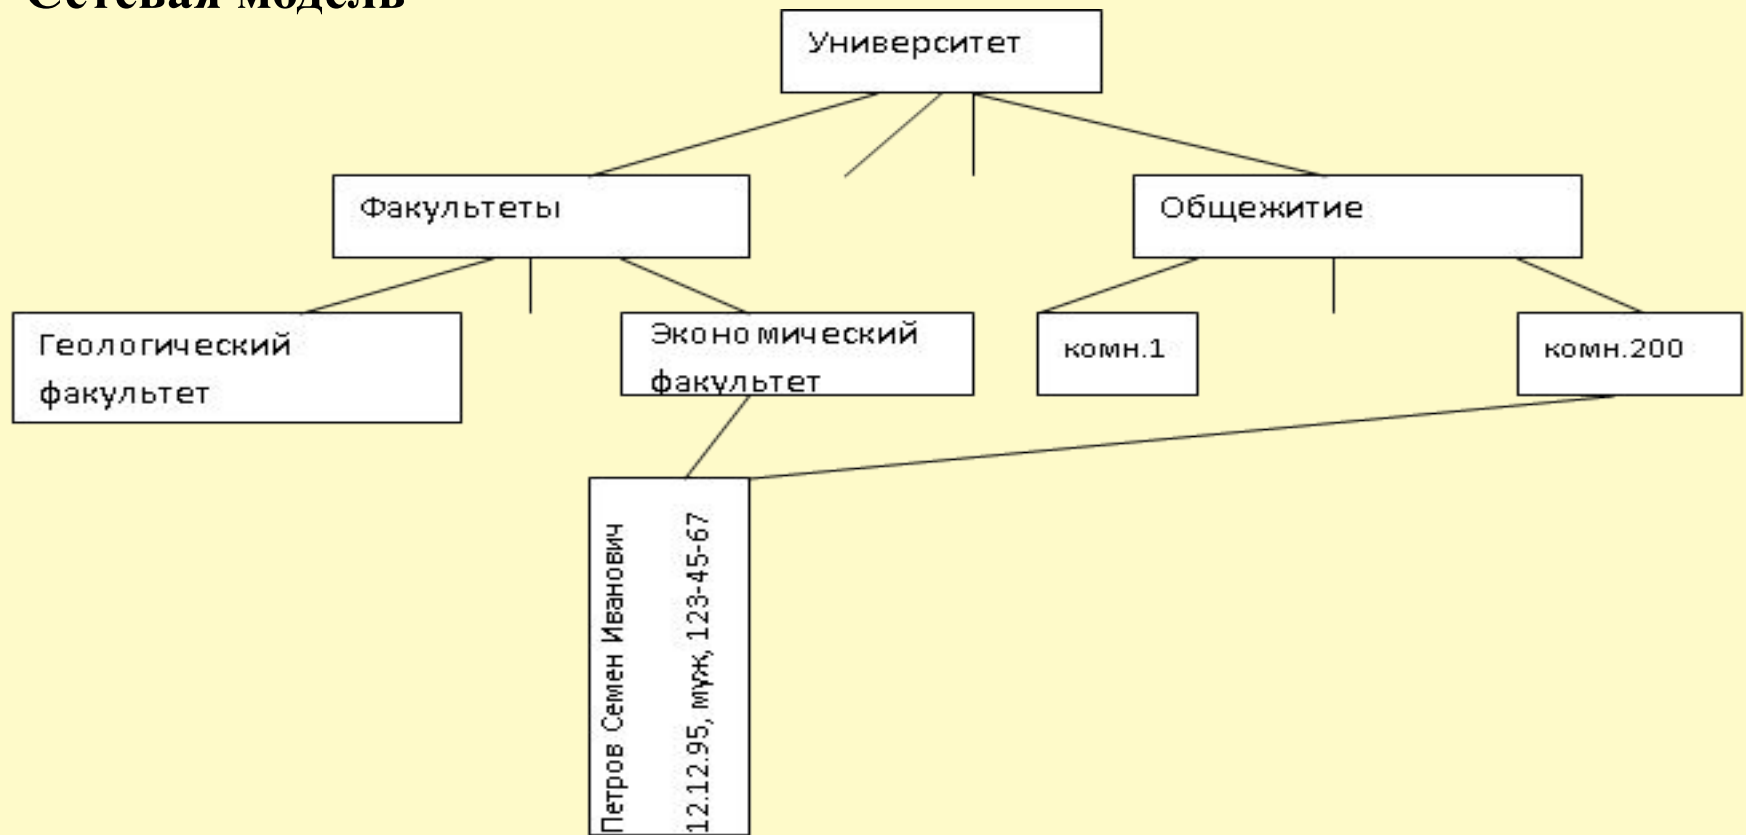 Сетевая модель
Университет
Факультеты
Общежитие
Геологический
факультет
Экономический
факультет
комн.1
комн.200
Петров Семен Иванович
12.12.95, муж, 123-45-67